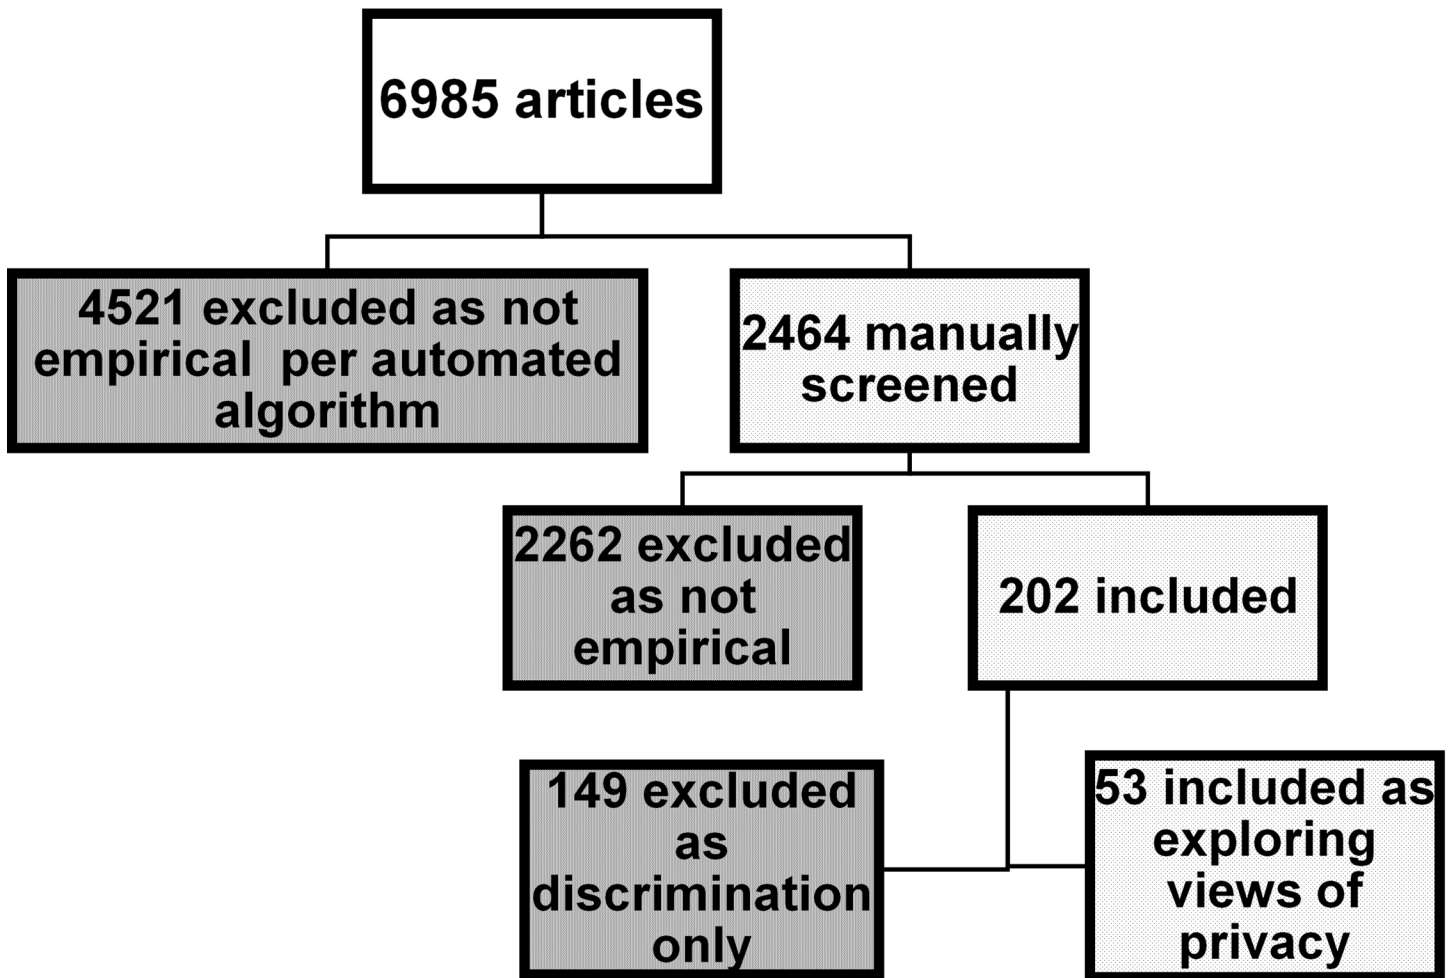 6985 articles
4521 excluded as not
empirical  per automated
algorithm
2464 manually
screened
2262 excluded
as not
empirical
202 included
149 excluded
as
discrimination
only
53 included as
exploring
views of
privacy